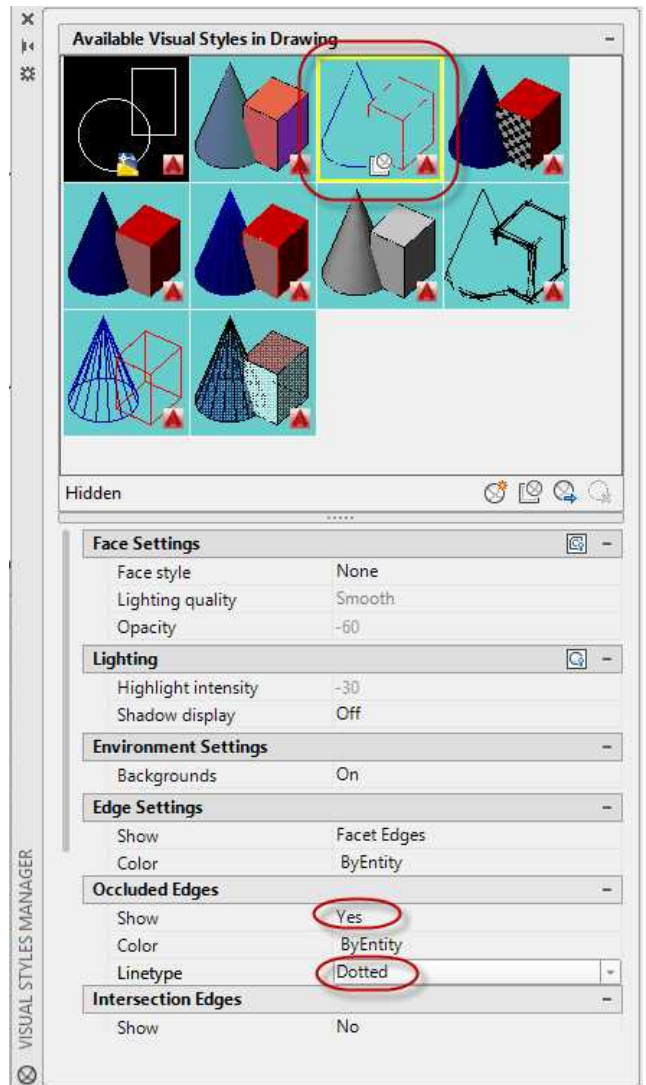 Available Visual Styles in Drawing
Hidden
Face Settings
Face style None
Lighting quality Smooth
Opacity -60
Lighting
Highlight intensity -30
Shadow display Off
Environment Settings
Backgrounds On
Edge Settings
Show Facet Edges
Color ByEntity
Occluded Edges
Show Yes
Color ByEntity
Linetype Dotted
Intersection Edges
Show No
VISUAL STYLES MANAGER